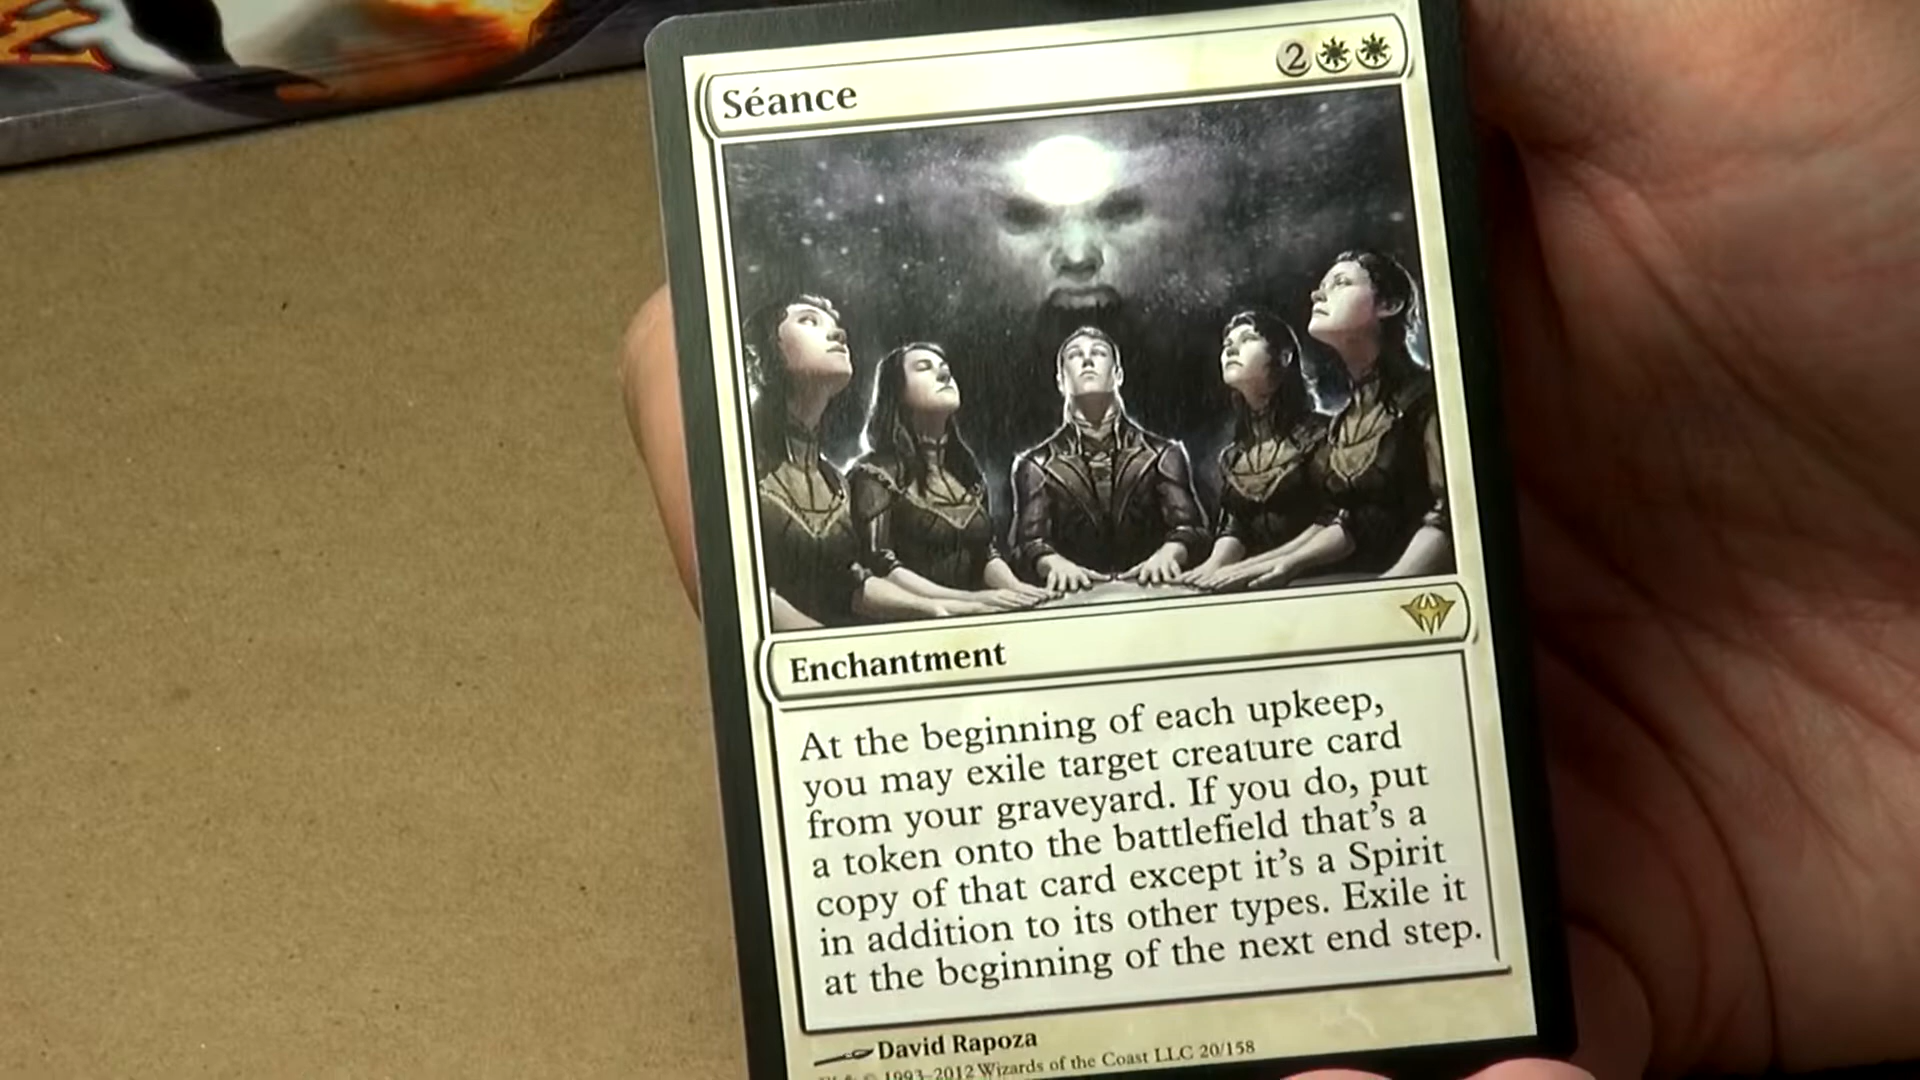 Séance 2
Enchantment
At the beginning of each upkeep,
you may exile target creature card
from your graveyard. If you do, put
a token onto the battlefield that's a
copy of that card except it's a Spirit
in addition to its other types. Exile it
at the beginning of the next end step.
David Rapoza
1993-2012 Wizards of the Coast LLC 20/158